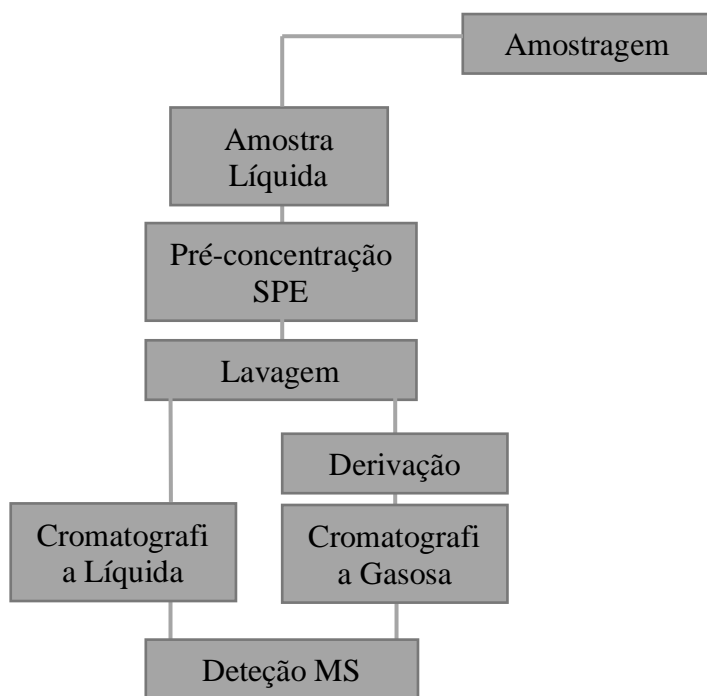 Amostragem
Amostra
Líquida
Pré-concentração
SPE
Lavagem
Derivação
Cromatografi
a Líquida
Cromatografi
a Gasosa
Deteção MS